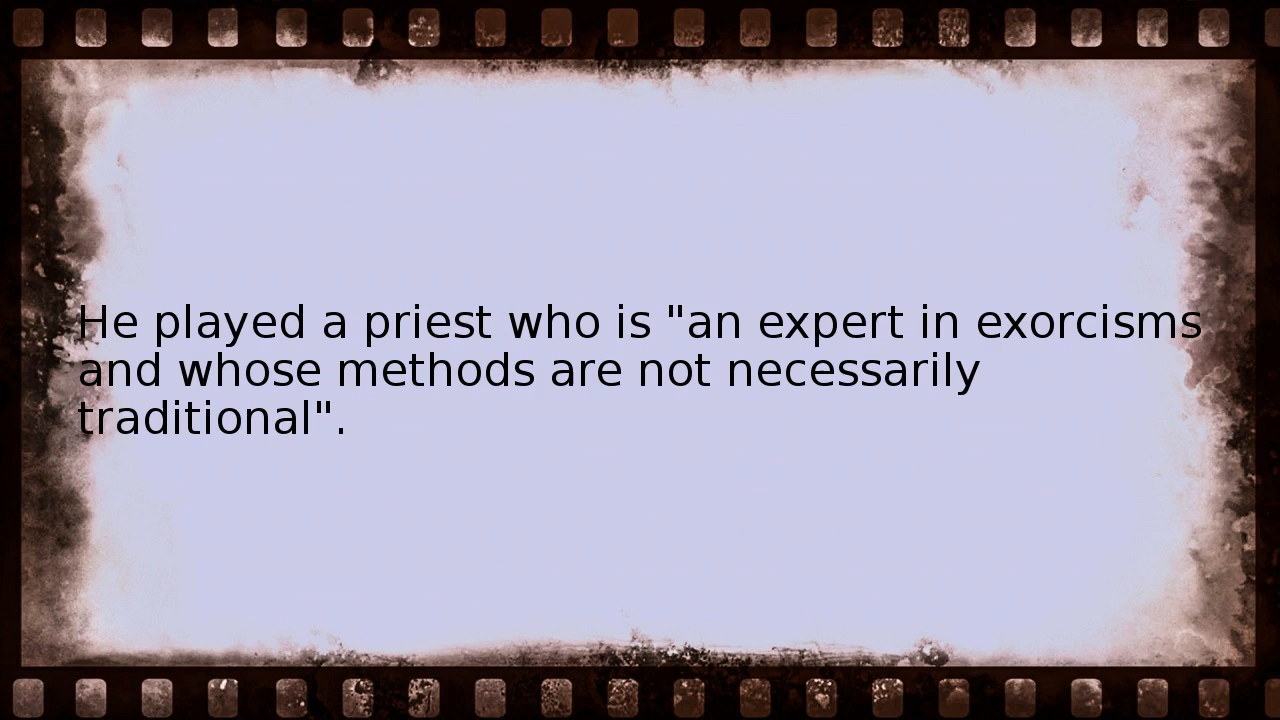 He played a priest who is "an expert in exorcisms
and whose methods are not necessarily
traditional".